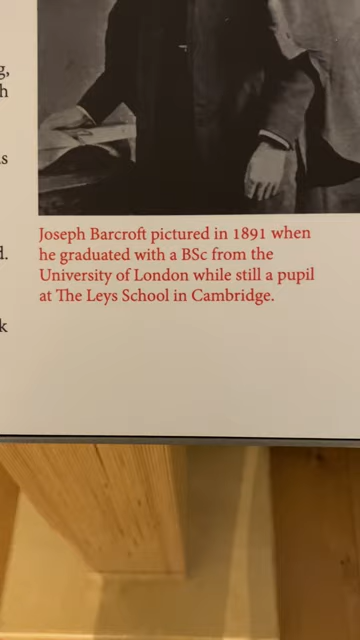 g,
h
s
d.
k
Joseph Barcroft pictured in 1891 when
he graduated with a BSc from the
University of London while still a pupil
at The Leys School in Cambridge.